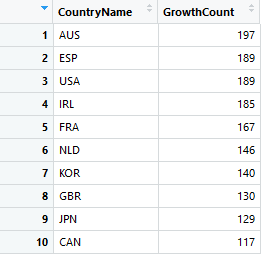 CountryName GrowthCount
1 AUS 197
2 ESP 189
3 USA 189
4 IRL 185
5 FRA 167
6 NLD 146
7 KOR 140
8 GBR 130
9 JPN 129
10 CAN 117